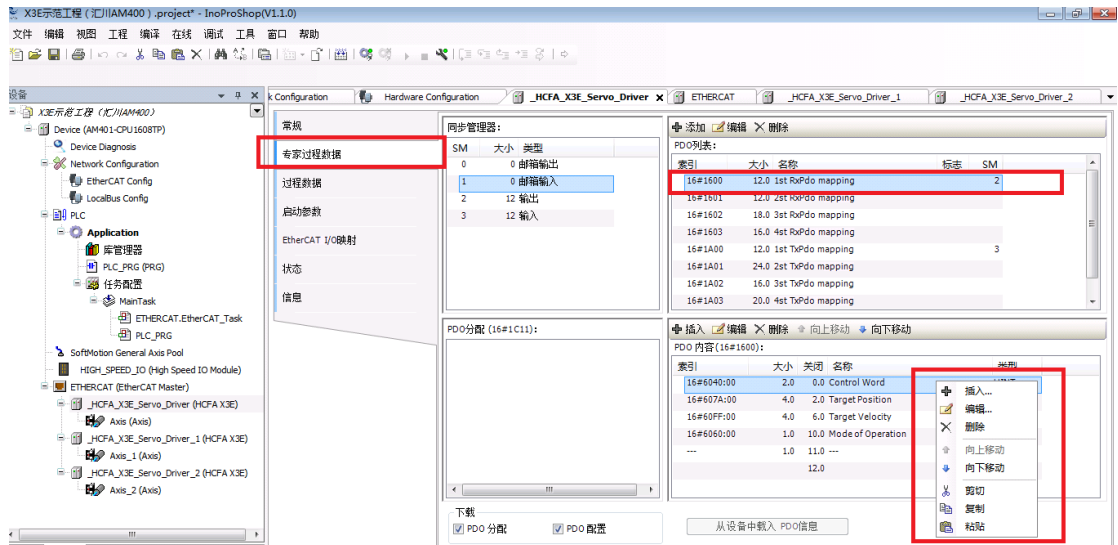 X3E示范工程（汇川AM400）.project* - InoProShop(V1.1.0)
文件 编辑 视图 工程 编译 在线 调试 工具 窗口 帮助
设备
X3E示范工程（汇川AM400）
Device (AM401-CPU1608TP)
Device Diagnosis
Network Configuration
EtherCAT Config
LocalBus Config
PLC
Application
库管理器
PLC_PRG (PRG)
任务配置
MainTask
ETHERCAT.EtherCAT_Task
PLC_PRG
SoftMotion General Axis Pool
HIGH_SPEED_IO (High Speed IO Module)
ETHERCAT (EtherCAT Master)
_HCFA_X3E_Servo_Driver (HCFA X3E)
Axis (Axis)
_HCFA_X3E_Servo_Driver_1 (HCFA X3E)
Axis_1 (Axis)
_HCFA_X3E_Servo_Driver_2 (HCFA X3E)
Axis_2 (Axis)
k Configuration Hardware Configuration _HCFA_X3E_Servo_Driver ETHERCAT _HCFA_X3E_Servo_Driver_1 _HCFA_X3E_Servo_Driver_2
常规
专家过程数据
过程数据
启动参数
EtherCAT I/O映射
状态
信息
同步管理器:
SM 大小 类型
0 0 邮箱输出
1 0 邮箱输入
2 12 输出
3 12 输入
添加 编辑 删除
PDO列表:
索引 大小 名称 标志 SM
16#1600 12.0 1st RxPdo mapping 2
16#1601 12.0 2st RxPdo mapping
16#1602 18.0 3st RxPdo mapping
16#1603 16.0 4st RxPdo mapping
16#1A00 12.0 1st TxPdo mapping 3
16#1A01 24.0 2st TxPdo mapping
16#1A02 16.0 3st TxPdo mapping
16#1A03 20.0 4st TxPdo mapping
PDO分配 (16#1C11):
插入 编辑 删除 向上移动 向下移动
PDO 内容(16#1600):
索引 大小 关闭 名称 类型
16#6040:00 2.0 0.0 Control Word
16#607A:00 4.0 2.0 Target Position
16#60FF:00 4.0 6.0 Target Velocity
16#6060:00 1.0 10.0 Mode of Operation
--- 1.0 11.0 ---
12.0
插入...
编辑...
删除
向上移动
向下移动
剪切
复制
粘贴
下载
PDO 分配 PDO 配置
从设备中载入 PDO信息